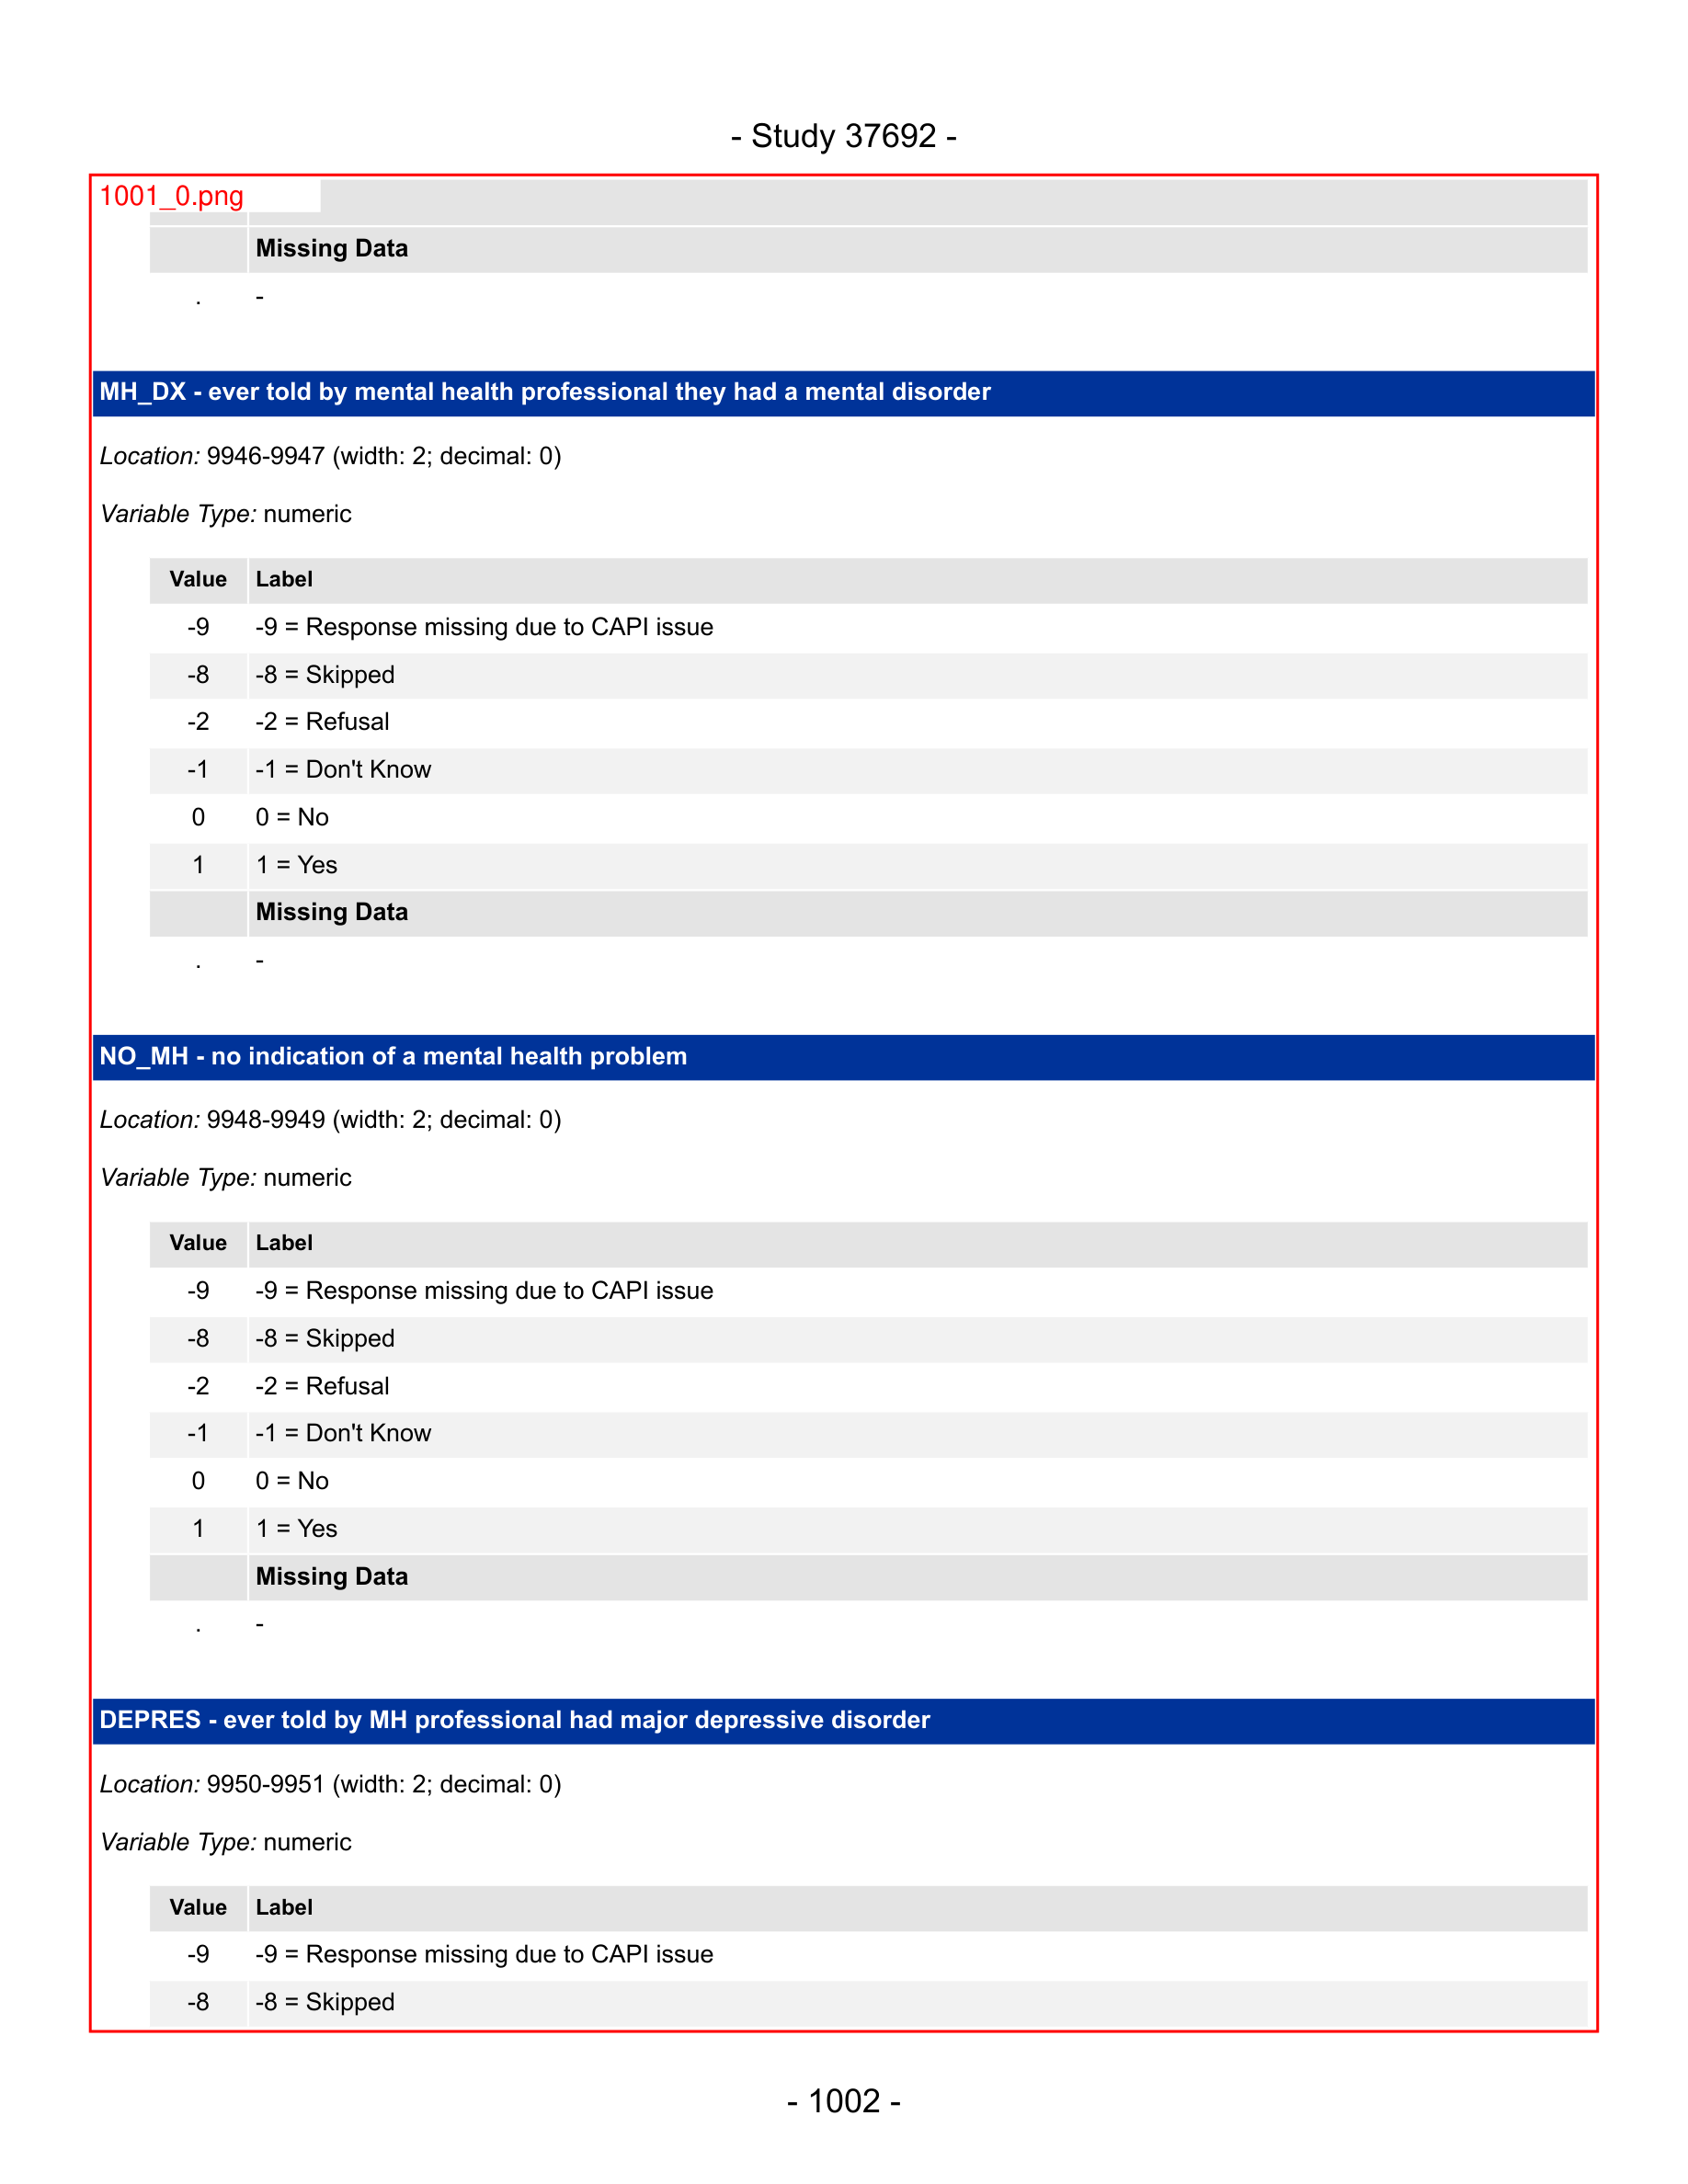 - Study 37692 -
1001_0.png
Missing Data
. -
MH_DX - ever told by mental health professional they had a mental disorder
Location: 9946-9947 (width: 2; decimal: 0)
Variable Type: numeric
Value Label
-9 -9 = Response missing due to CAPI issue
-8 -8 = Skipped
-2 -2 = Refusal
-1 -1 = Don't Know
0 0 = No
1 1 = Yes
Missing Data
. -
NO_MH - no indication of a mental health problem
Location: 9948-9949 (width: 2; decimal: 0)
Variable Type: numeric
Value Label
-9 -9 = Response missing due to CAPI issue
-8 -8 = Skipped
-2 -2 = Refusal
-1 -1 = Don't Know
0 0 = No
1 1 = Yes
Missing Data
. -
DEPRES - ever told by MH professional had major depressive disorder
Location: 9950-9951 (width: 2; decimal: 0)
Variable Type: numeric
Value Label
-9 -9 = Response missing due to CAPI issue
-8 -8 = Skipped
- 1002 -